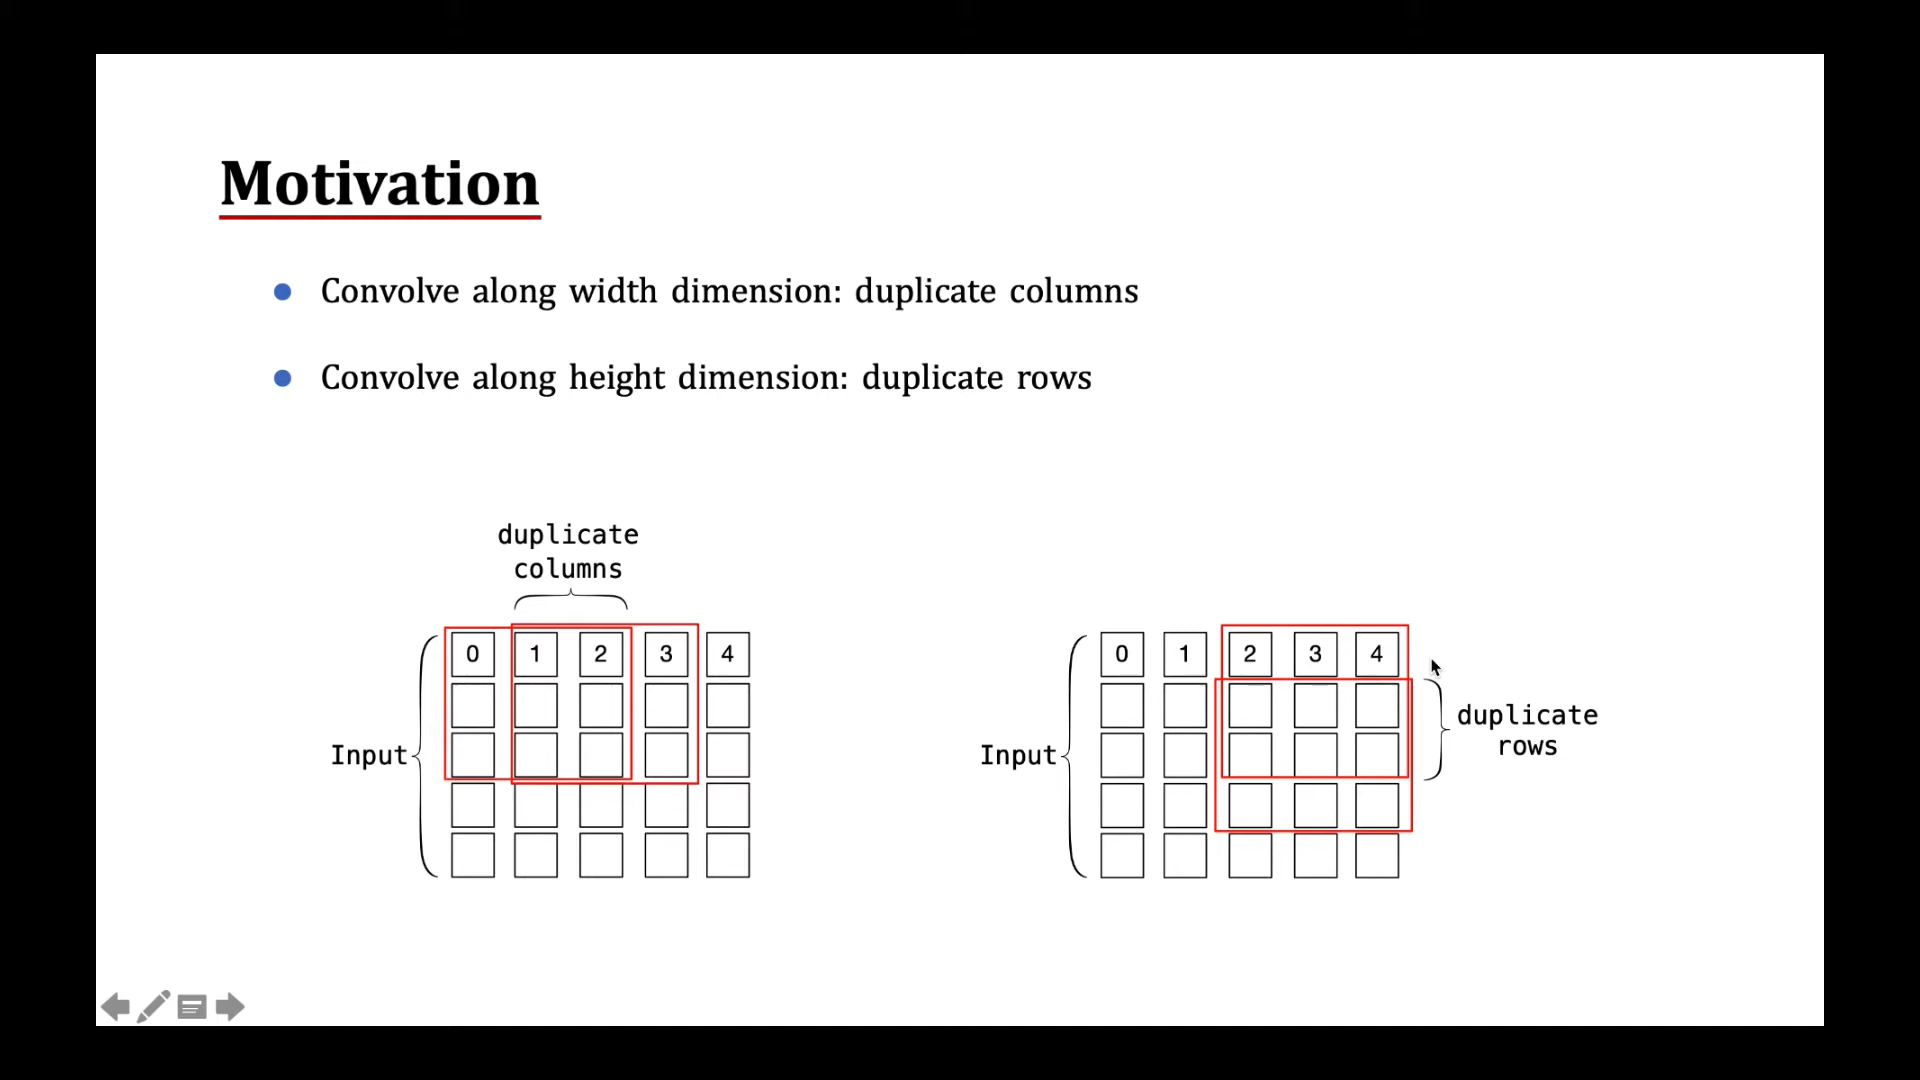 Motivation
Convolve along width dimension: duplicate columns
Convolve along height dimension: duplicate rows
duplicate
columns
0 1 2 3 4
Input
0 1 2 3 4
Input
duplicate
rows